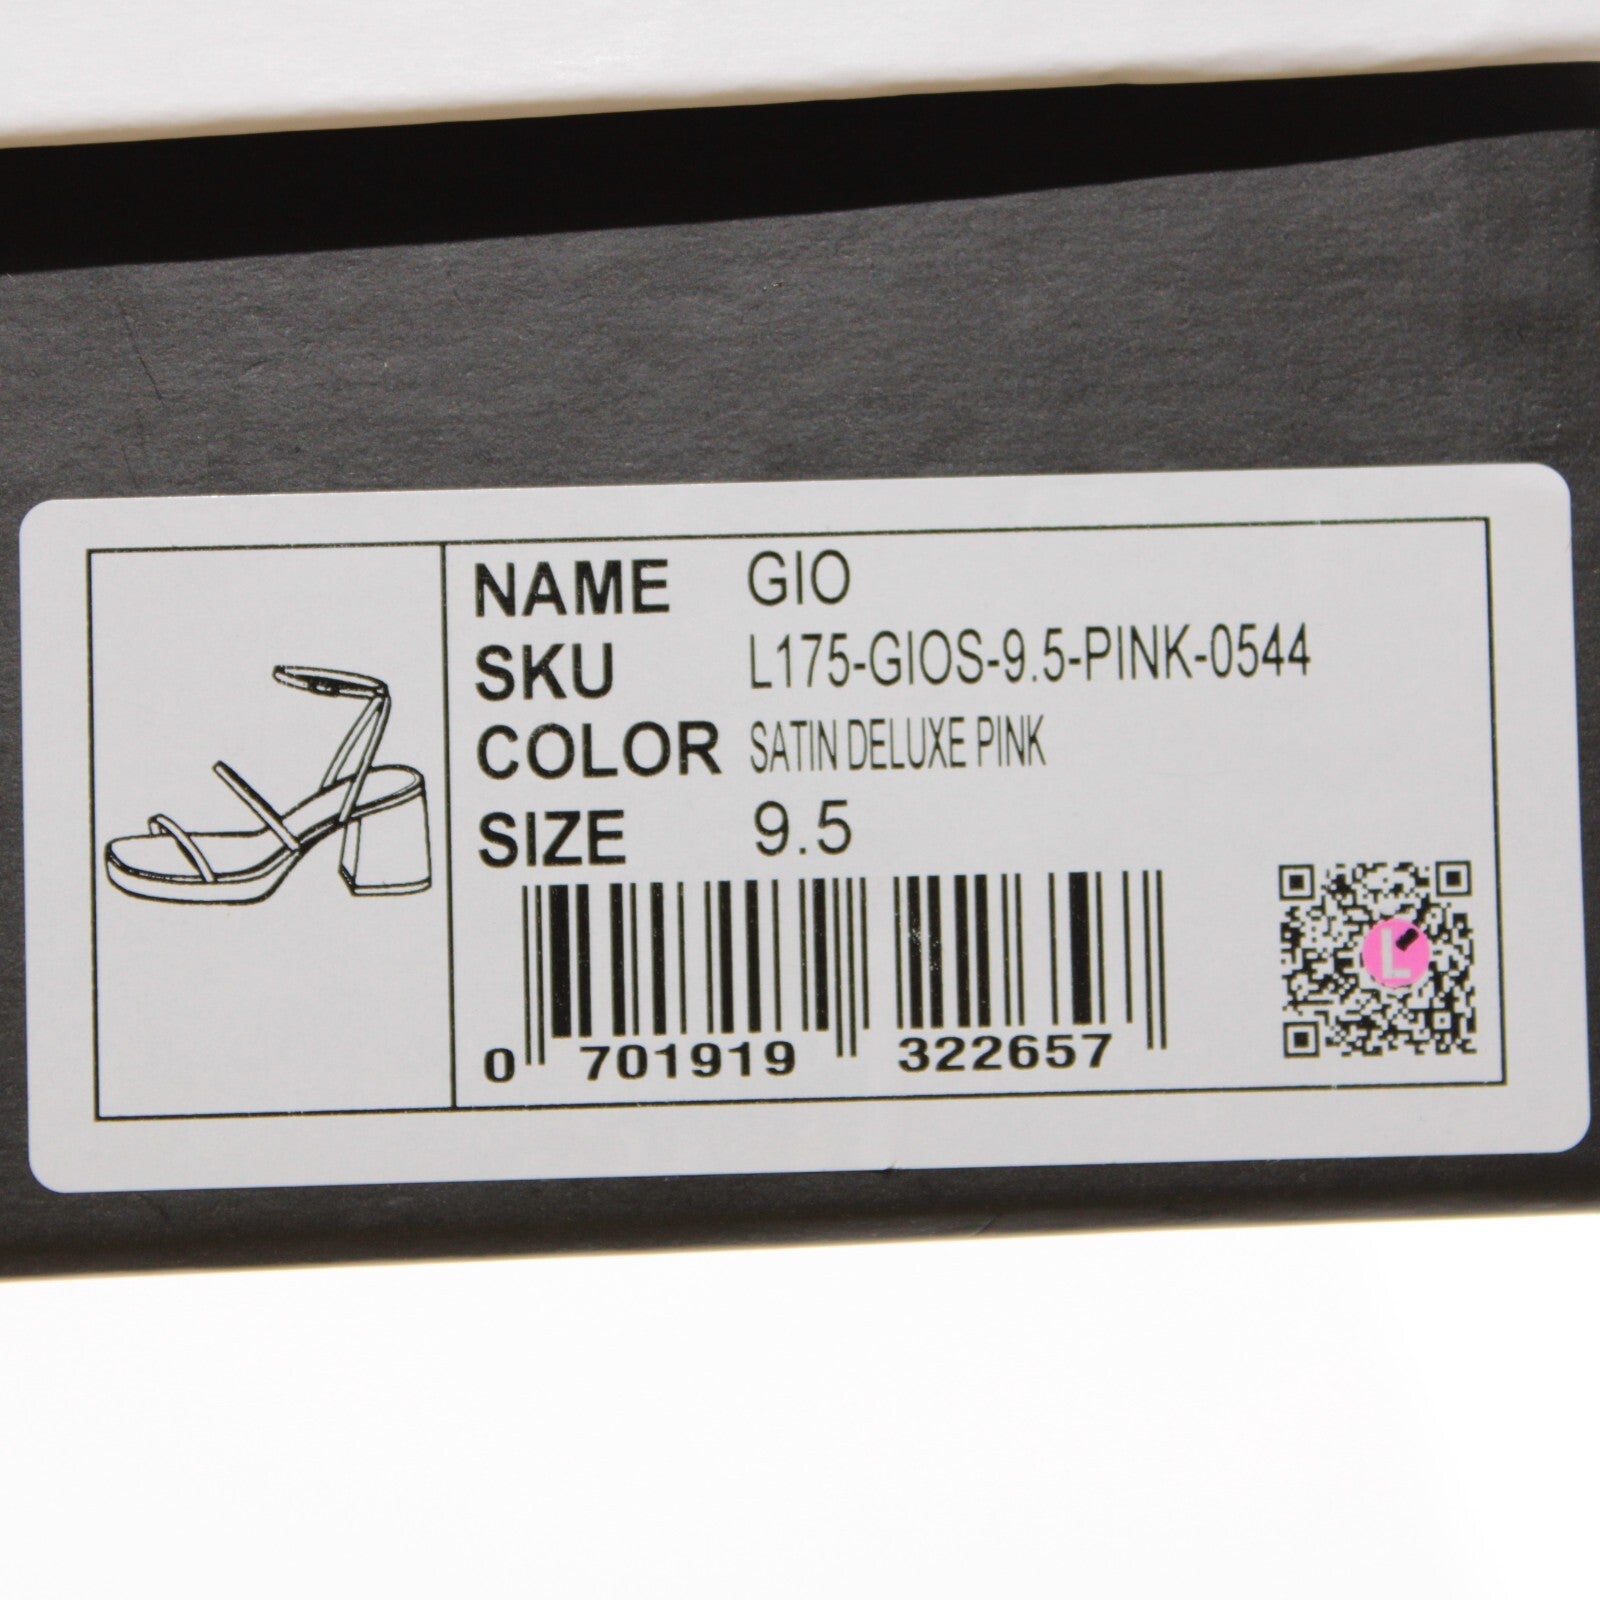 NAME GIO
SKU L175-GIOS-9.5-PINK-0544
COLOR SATIN DELUXE PINK
SIZE 9.5
0 701919 322657
L